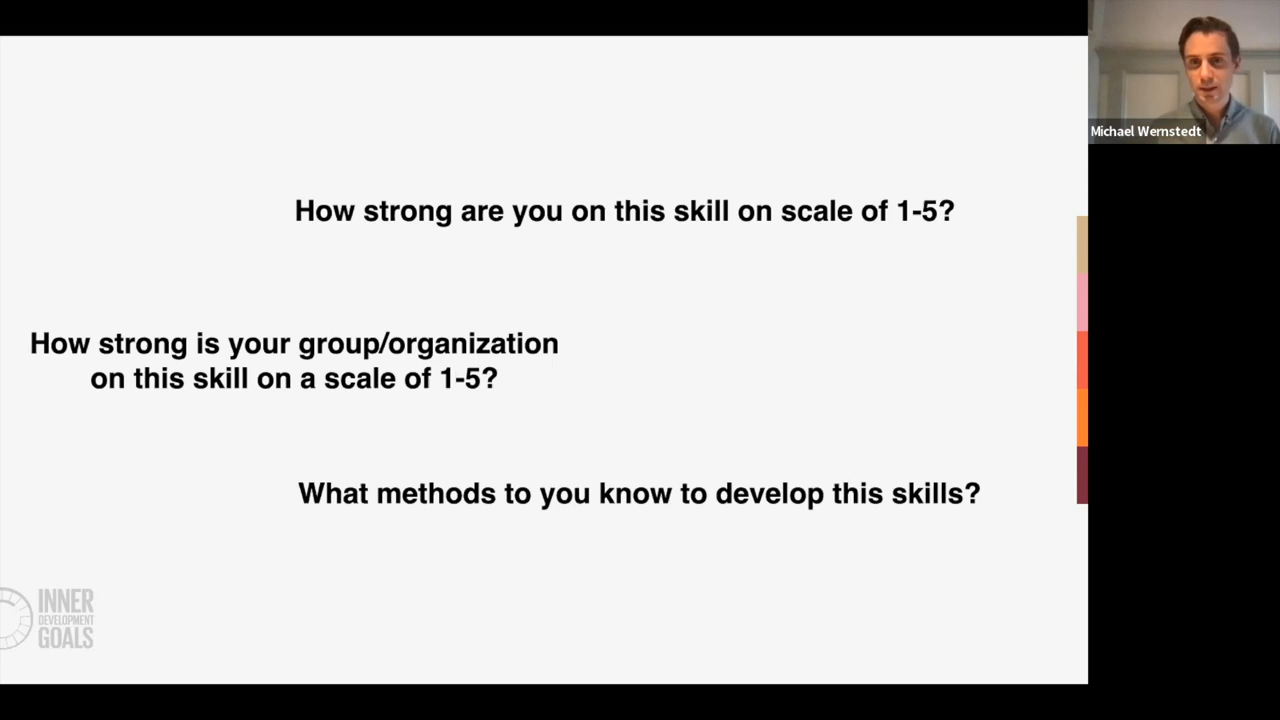 Michael Wernstedt
How strong are you on this skill on scale of 1-5?
How strong is your group/organization
on this skill on a scale of 1-5?
What methods to you know to develop this skills?
INNER
DEVELOPMENT
GOALS